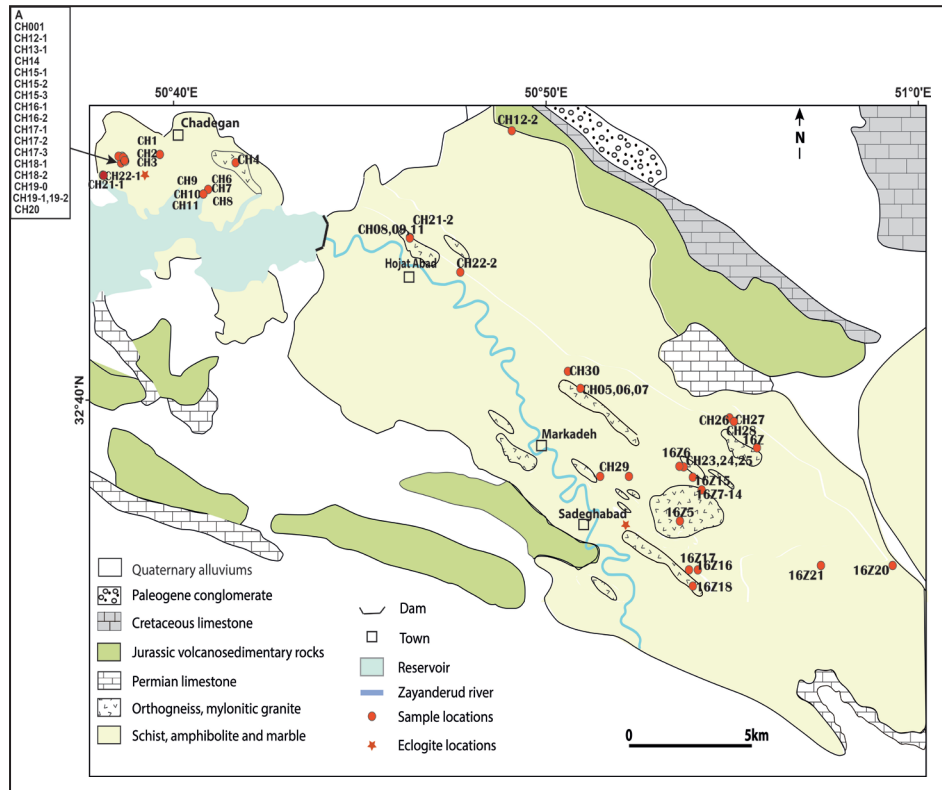 A
CH001
CH12-1
CH13-1
CH14
CH15-1
CH15-2
CH15-3
CH16-1
CH16-2
CH17-1
CH17-2
CH17-3
CH18-1
CH18-2
CH19-0
CH19-1,19-2
CH20
50°40'E
50°50'E
51°0'E
Chadegan
CH12-2
N
CH1
CH2
CH3
CH4
CH22-1
CH21-1
CH9
CH6
CH10
CH7
CH11
CH8
CH21-2
CH08,09,11
Hojat Abad
CH22-2
32°40'N
CH30
CH05,06,07
CH26
CH27
CH28
16Z
Markadeh
16Z6
CH23,24,25
CH29
16Z15
16Z7-14
Sadeghabad
16Z5
16Z17
16Z16
16Z18
16Z21
16Z20
Quaternary alluviums
Paleogene conglomerate
Cretaceous limestone
Jurassic volcanosedimentary rocks
Permian limestone
Orthogneiss, mylonitic granite
Schist, amphibolite and marble
Dam
Town
Reservoir
Zayanderud river
Sample locations
Eclogite locations
0
5km